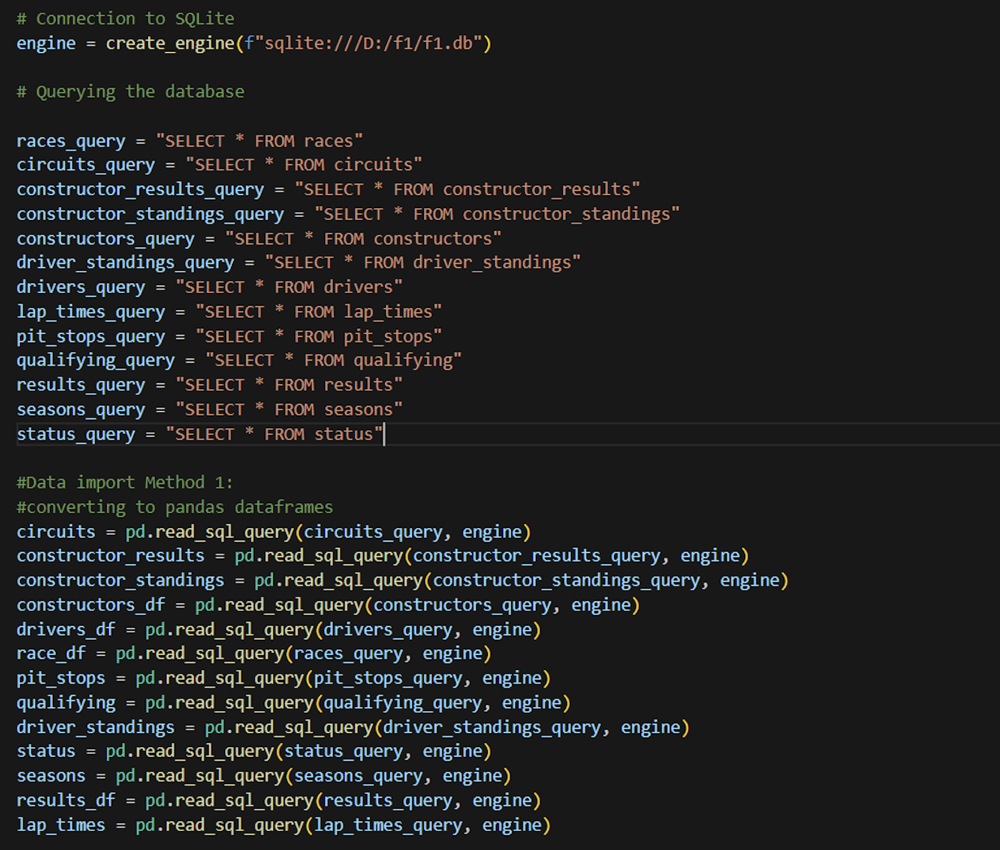 # Connection to SQLite
engine = create_engine(f"sqlite:///D:/f1/f1.db")
# Querying the database
races_query = "SELECT * FROM races"
circuits_query = "SELECT * FROM circuits"
constructor_results_query = "SELECT * FROM constructor_results"
constructor_standings_query = "SELECT * FROM constructor_standings"
constructors_query = "SELECT * FROM constructors"
driver_standings_query = "SELECT * FROM driver_standings"
drivers_query = "SELECT * FROM drivers"
lap_times_query = "SELECT * FROM lap_times"
pit_stops_query = "SELECT * FROM pit_stops"
qualifying_query = "SELECT * FROM qualifying"
results_query = "SELECT * FROM results"
seasons_query = "SELECT * FROM seasons"
status_query = "SELECT * FROM status"
#Data import Method 1:
#converting to pandas dataframes
circuits = pd.read_sql_query(circuits_query, engine)
constructor_results = pd.read_sql_query(constructor_results_query, engine)
constructor_standings = pd.read_sql_query(constructor_standings_query, engine)
constructors_df = pd.read_sql_query(constructors_query, engine)
drivers_df = pd.read_sql_query(drivers_query, engine)
race_df = pd.read_sql_query(races_query, engine)
pit_stops = pd.read_sql_query(pit_stops_query, engine)
qualifying = pd.read_sql_query(qualifying_query, engine)
driver_standings = pd.read_sql_query(driver_standings_query, engine)
status = pd.read_sql_query(status_query, engine)
seasons = pd.read_sql_query(seasons_query, engine)
results_df = pd.read_sql_query(results_query, engine)
lap_times = pd.read_sql_query(lap_times_query, engine)